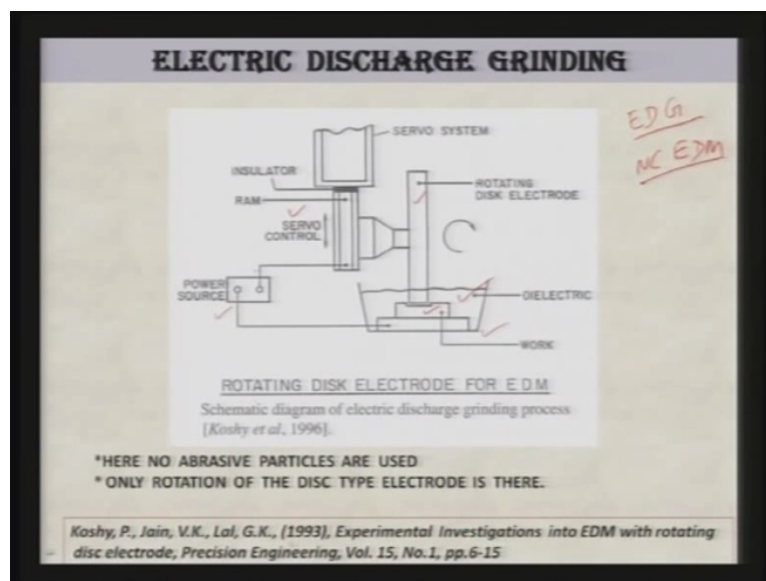 ELECTRIC DISCHARGE GRINDING
EDG
NC EDM
SERVO SYSTEM
INSULATOR
RAM
SERVO
CONTROL
ROTATING
DISK ELECTRODE
POWER
SOURCE
DIELECTRIC
WORK
ROTATING DISK ELECTRODE FOR EDM
Schematic diagram of electric discharge grinding process
[Koshy et al., 1996].
*HERE NO ABRASIVE PARTICLES ARE USED
* ONLY ROTATION OF THE DISC TYPE ELECTRODE IS THERE.
Koshy, P., Jain, V.K., Lal, G.K., (1993), Experimental Investigations into EDM with rotating
disc electrode, Precision Engineering, Vol. 15, No.1, pp.6-15